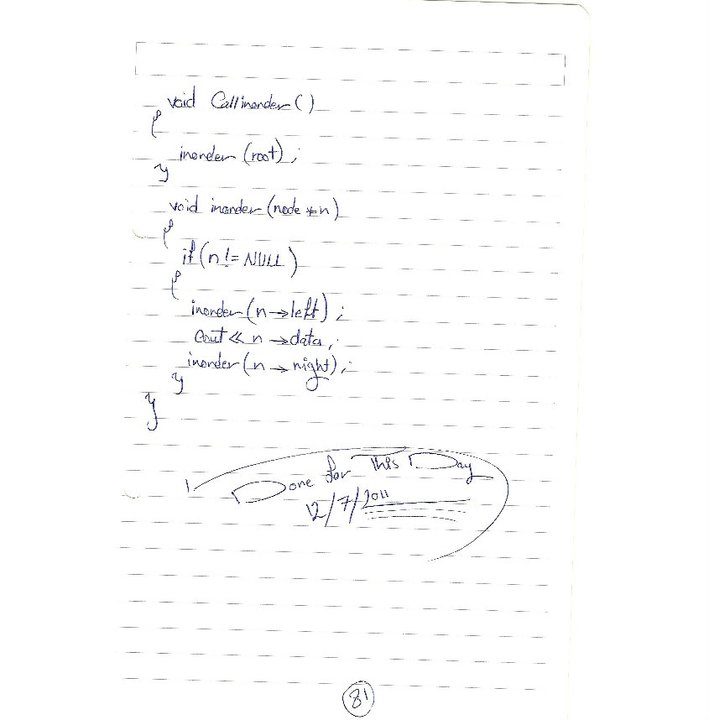 void Callinorder()
{
inorder (root);
}
void inorder (node *n)
{
if (n != NULL)
{
inorder (n → left);
cout << n → data;
inorder (n → right);
}
}
Done for This Day
12/7/2011
81